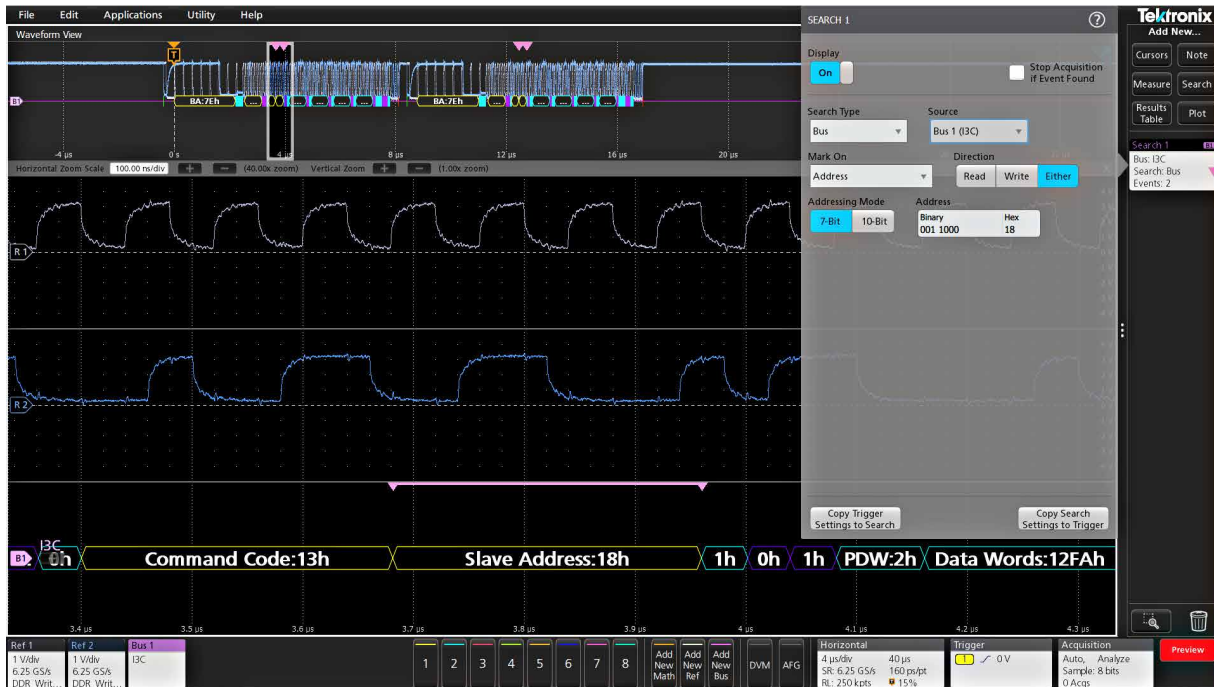 File Edit Applications Utility Help
Waveform View
T
B1
BA:7Eh ... ... ... ... ... BA:7Eh ... ... ... ... ...
-4 µs 0 s 4 µs 8 µs 12 µs 16 µs 20 µs
Horizontal Zoom Scale 100.00 ns/div + - (40.00x zoom) Vertical Zoom + - (1.00x zoom)
R 1
R 2
I3C
B1 0h Command Code:13h Slave Address:18h 1h 0h 1h PDW:2h Data Words:12FAh
3.4 µs 3.5 µs 3.6 µs 3.7 µs 3.8 µs 3.9 µs 4 µs 4.1 µs 4.2 µs 4.3 µs
SEARCH 1 ?
Display
On
Stop Acquisition
if Event Found
Search Type Source
Bus Bus 1 (I3C)
Mark On Direction
Address Read Write Either
Addressing Mode Address
7-Bit 10-Bit
Binary Hex
001 1000 18
Copy Trigger
Settings to Search
Copy Search
Settings to Trigger
Tektronix
Add New...
Cursors Note
Measure Search
Results
Table
Plot
Search 1 B1
Bus: I3C
Search: Bus
Events: 2
Ref 1
1 V/div
6.25 GS/s
DDR Writ...
Ref 2
1 V/div
6.25 GS/s
DDR Writ...
Bus 1
I3C
1 2 3 4 5 6 7 8
Add
New
Math
Add
New
Ref
Add
New
Bus
DVM AFG
Horizontal
4 µs/div 40 µs
SR: 6.25 GS/s 160 ps/pt
RL: 250 kpts 15%
Trigger
1 0 V
Acquisition
Auto, Analyze
Sample: 8 bits
0 Acqs
Preview